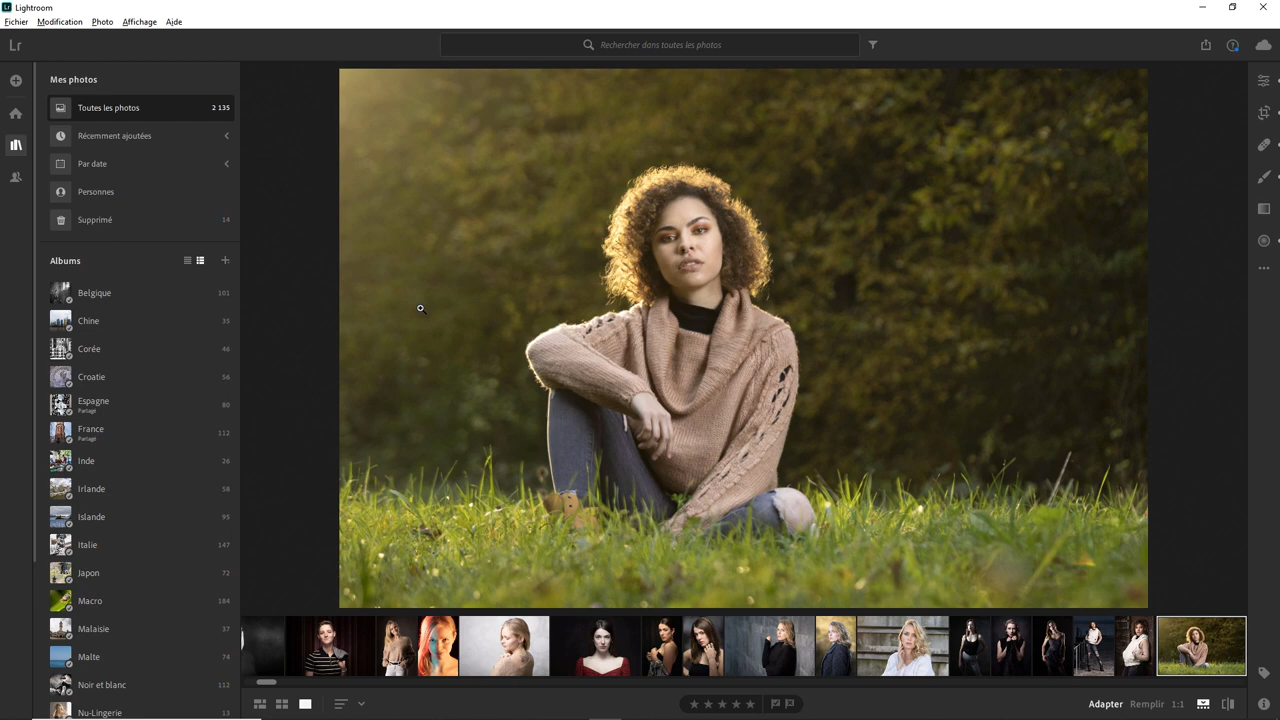 Lr Lightroom
Fichier Modification Photo Affichage Aide
Lr
Rechercher dans toutes les photos
Mes photos
Toutes les photos 2 135
Récemment ajoutées
Par date
Personnes
Supprimé 14
Albums
Belgique 101
Chine 35
Corée 46
Croatie 56
Espagne 80
Partagé
France 112
Partagé
Inde 26
Irlande 58
Islande 95
Italie 147
Japon 72
Macro 184
Malaisie 37
Malte 74
Noir et blanc 112
Nu-Lingerie 13
Adapter Remplir 1:1